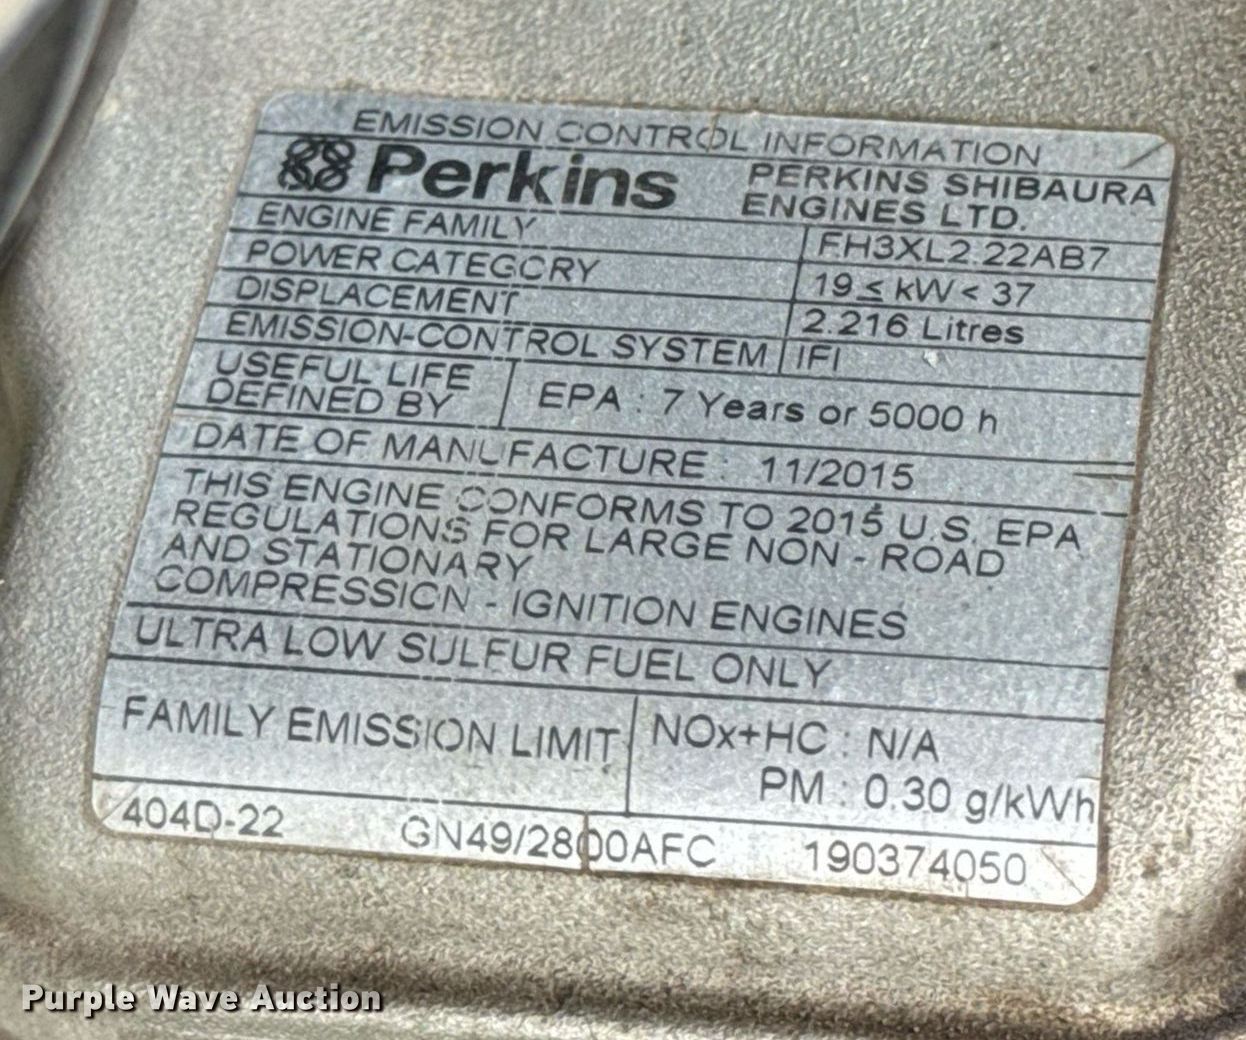 EMISSION CONTROL INFORMATION
Perkins
PERKINS SHIBAURA
ENGINES LTD.
ENGINE FAMILY FH3XL2.22AB7
POWER CATEGORY 19 ≤ kW < 37
DISPLACEMENT 2.216 Litres
EMISSION-CONTROL SYSTEM IFI
USEFUL LIFE
DEFINED BY
EPA : 7 Years or 5000 h
DATE OF MANUFACTURE : 11/2015
THIS ENGINE CONFORMS TO 2015 U.S. EPA
REGULATIONS FOR LARGE NON - ROAD
AND STATIONARY
COMPRESSION - IGNITION ENGINES
ULTRA LOW SULFUR FUEL ONLY
FAMILY EMISSION LIMIT
NOx+HC : N/A
PM : 0.30 g/kWh
404D-22 GN49/2800AFC 190374050
Purple Wave Auction